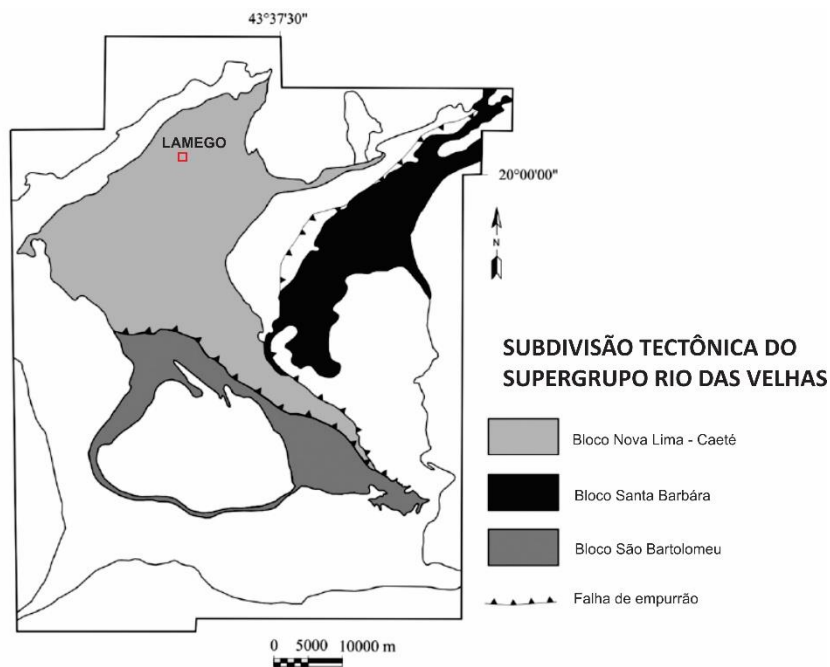 43°37'30"
LAMEGO
20°00'00"
N
SUBDIVISÃO TECTÔNICA DO
SUPERGRUPO RIO DAS VELHAS
Bloco Nova Lima - Caeté
Bloco Santa Barbára
Bloco São Bartolomeu
Falha de empurrão
0 5000 10000 m